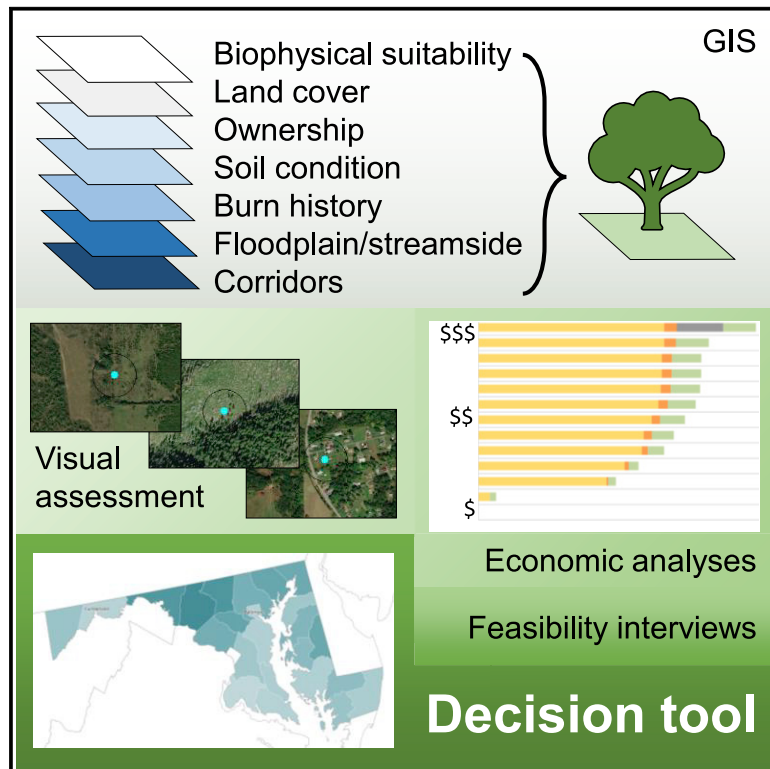 GIS
Biophysical suitability
Land cover
Ownership
Soil condition
Burn history
Floodplain/streamside
Corridors
Visual
assessment
$$$
$$
$
Economic analyses
Feasibility interviews
Decision tool